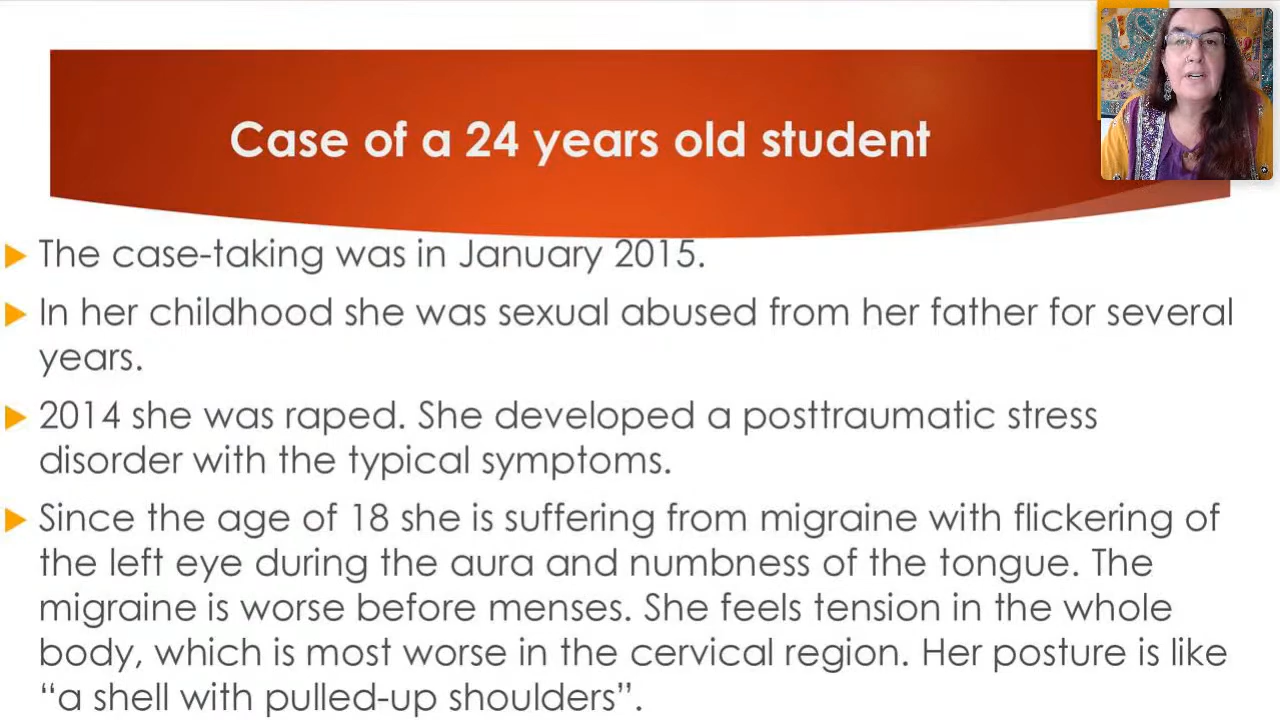 Case of a 24 years old student
The case-taking was in January 2015.
In her childhood she was sexual abused from her father for several
years.
2014 she was raped. She developed a posttraumatic stress
disorder with the typical symptoms.
Since the age of 18 she is suffering from migraine with flickering of
the left eye during the aura and numbness of the tongue. The
migraine is worse before menses. She feels tension in the whole
body, which is most worse in the cervical region. Her posture is like
“a shell with pulled-up shoulders”.